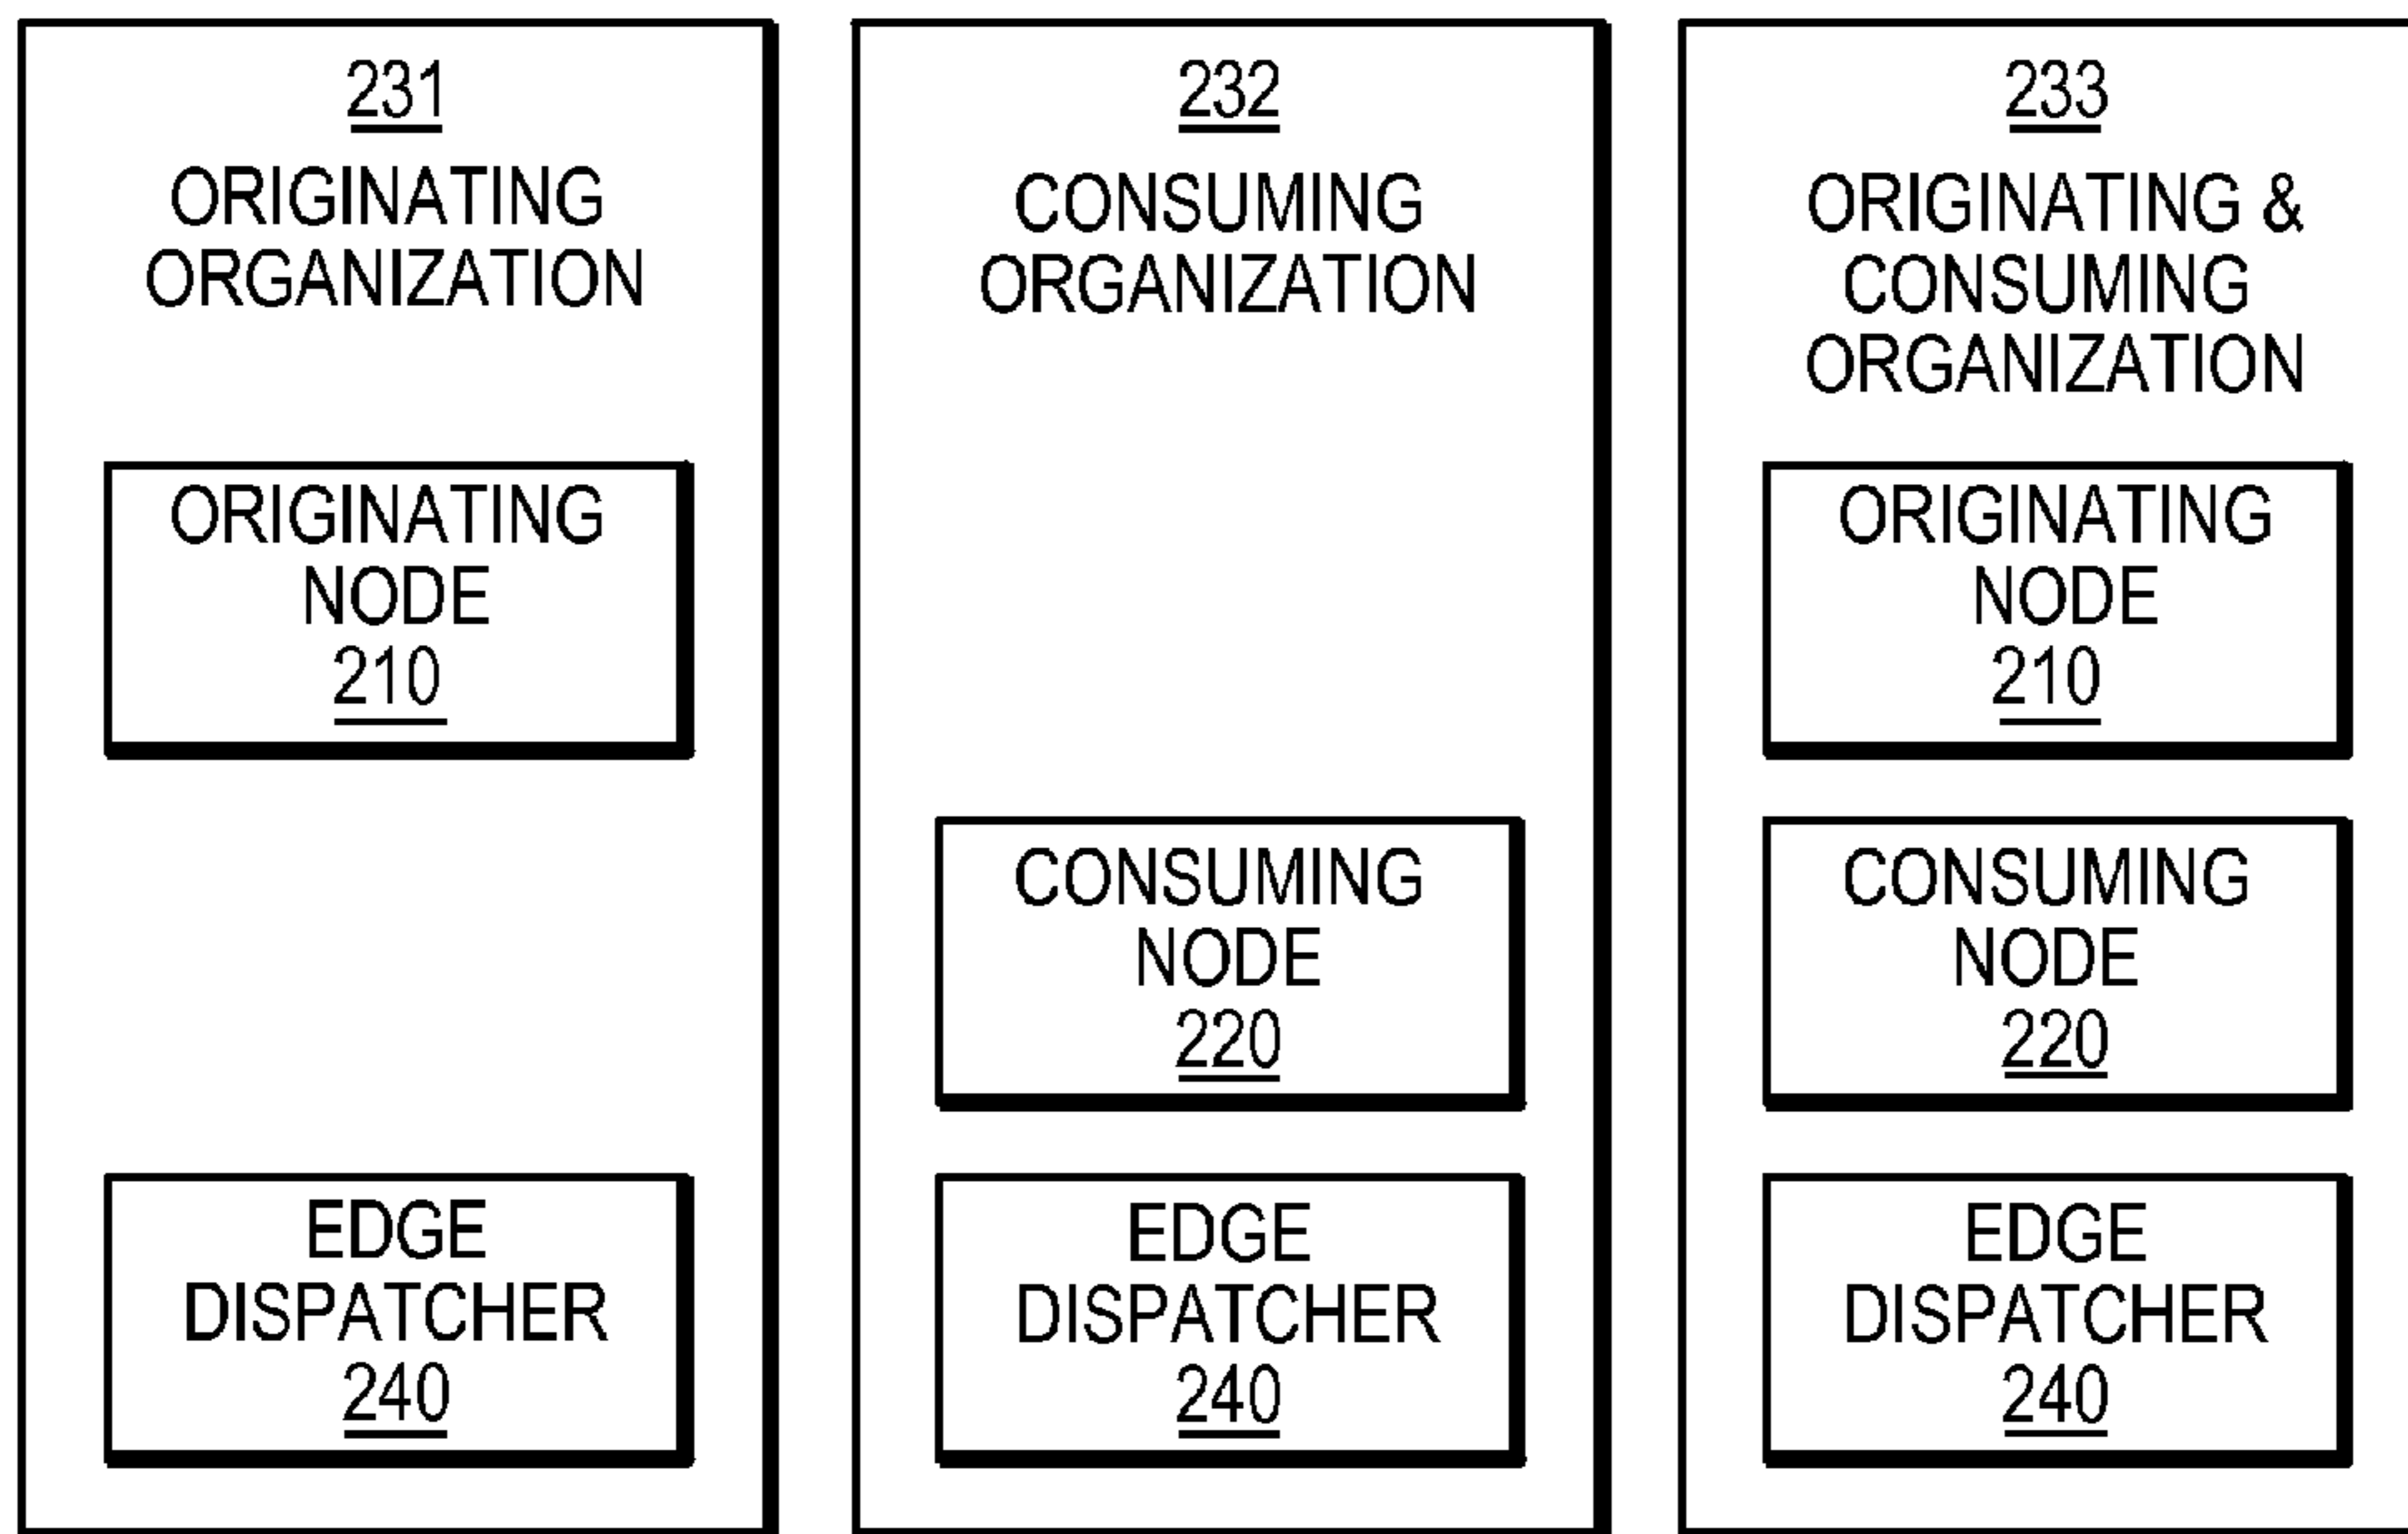 231
ORIGINATING
ORGANIZATION
ORIGINATING
NODE
210
EDGE
DISPATCHER
240
232
CONSUMING
ORGANIZATION
CONSUMING
NODE
220
EDGE
DISPATCHER
240
233
ORIGINATING &
CONSUMING
ORGANIZATION
ORIGINATING
NODE
210
CONSUMING
NODE
220
EDGE
DISPATCHER
240